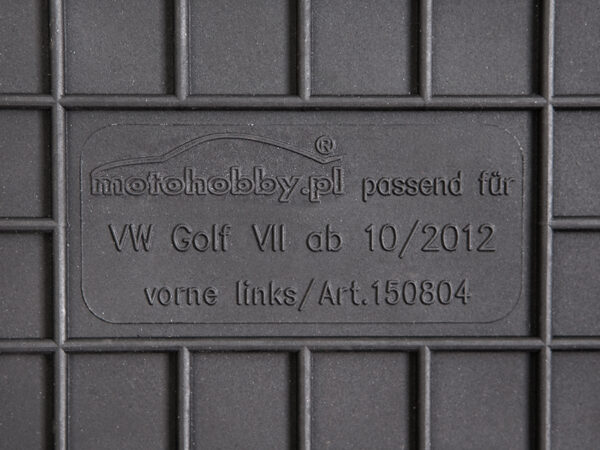 motohobby.pl® passend für
VW Golf VII ab 10/2012
vorne links/Art.150804